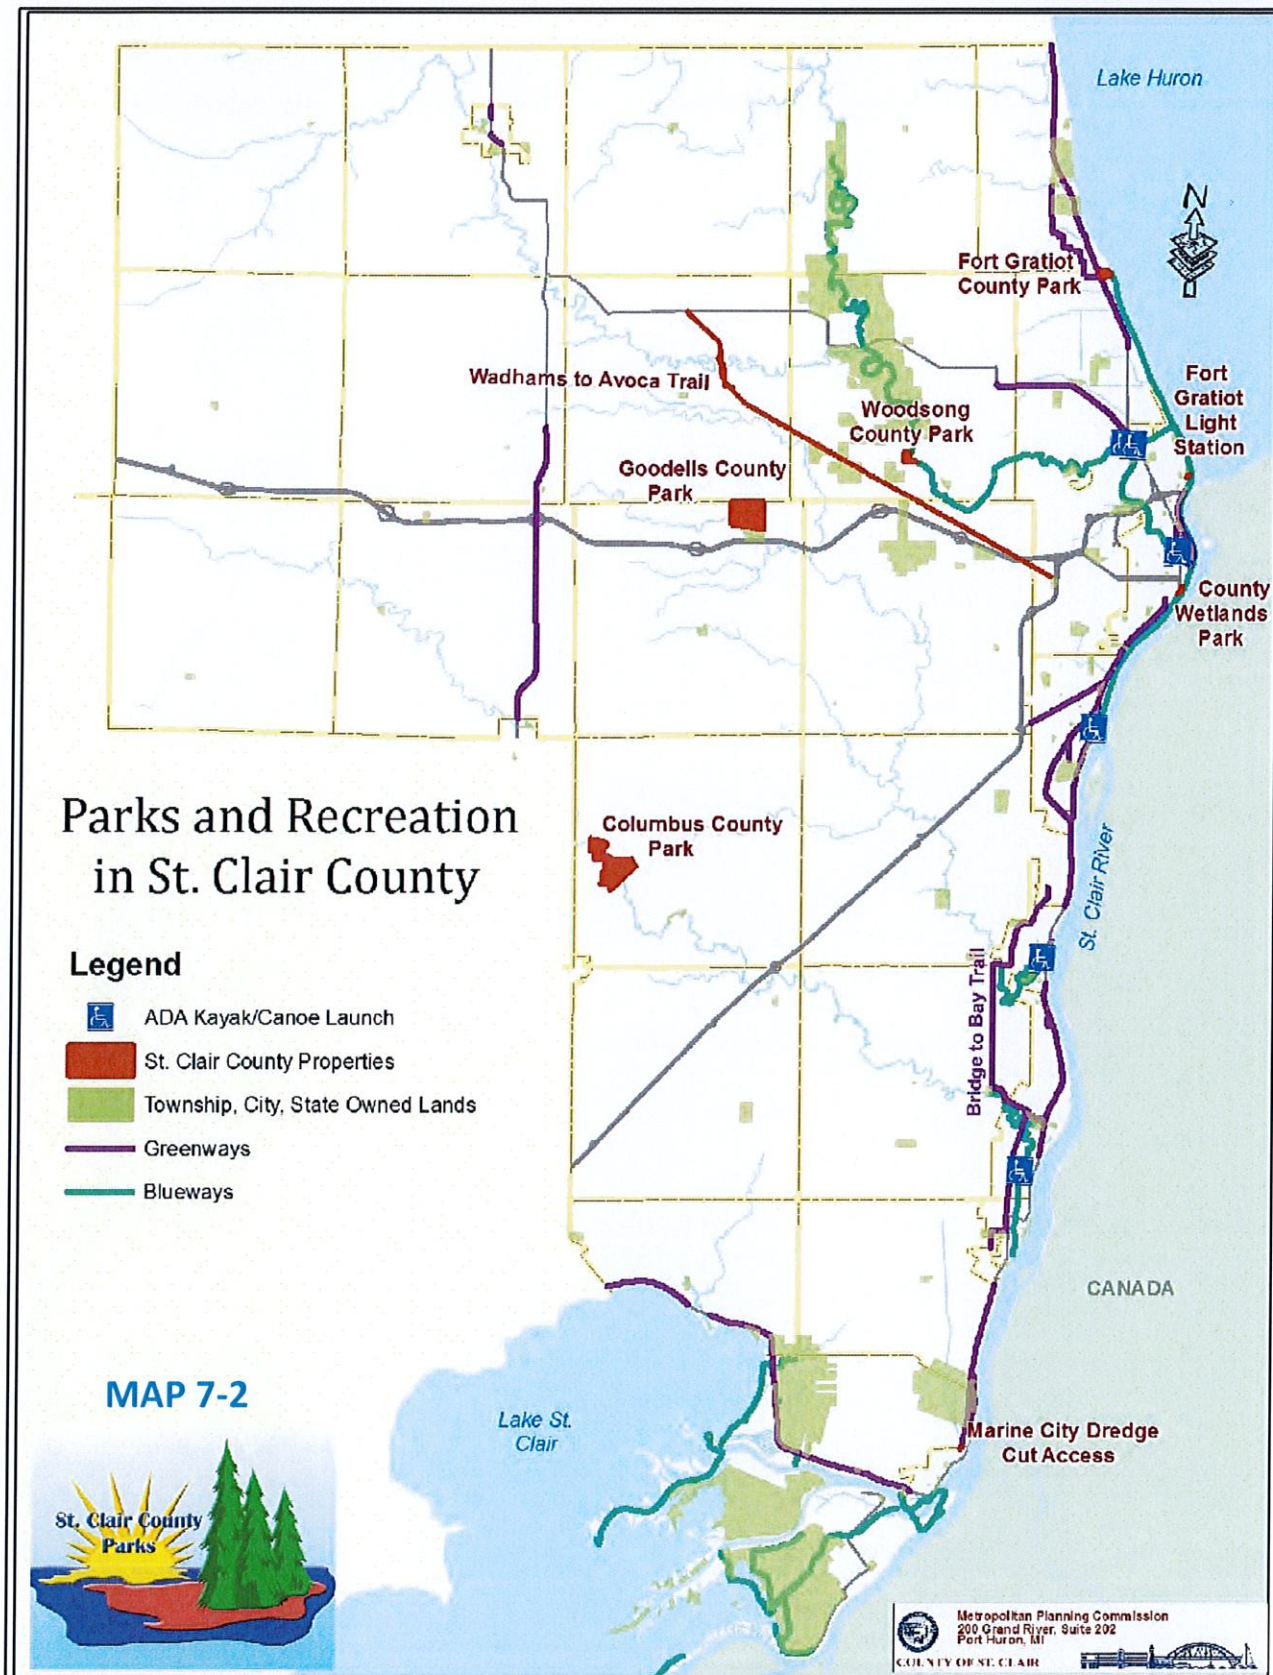 Lake Huron
N
Fort Gratiot
County Park
Wadhams to Avoca Trail
Fort
Gratiot
Light
Station
Woodsong
County Park
Goodells County
Park
County
Wetlands
Park
Parks and Recreation
in St. Clair County
Columbus County
Park
St. Clair River
Bridge to Bay Trail
Legend
ADA Kayak/Canoe Launch
St. Clair County Properties
Township, City, State Owned Lands
Greenways
Blueways
CANADA
MAP 7-2
Lake St.
Clair
Marine City Dredge
Cut Access
St. Clair County
Parks
Metropolitan Planning Commission
200 Grand River, Suite 202
Port Huron, MI
COUNTY OF ST. CLAIR